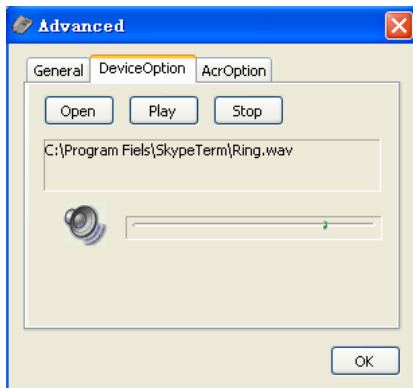 Advanced
General DeviceOption AcrOption
Open Play Stop
C:\Program Fiels\SkypeTerm\Ring.wav
OK